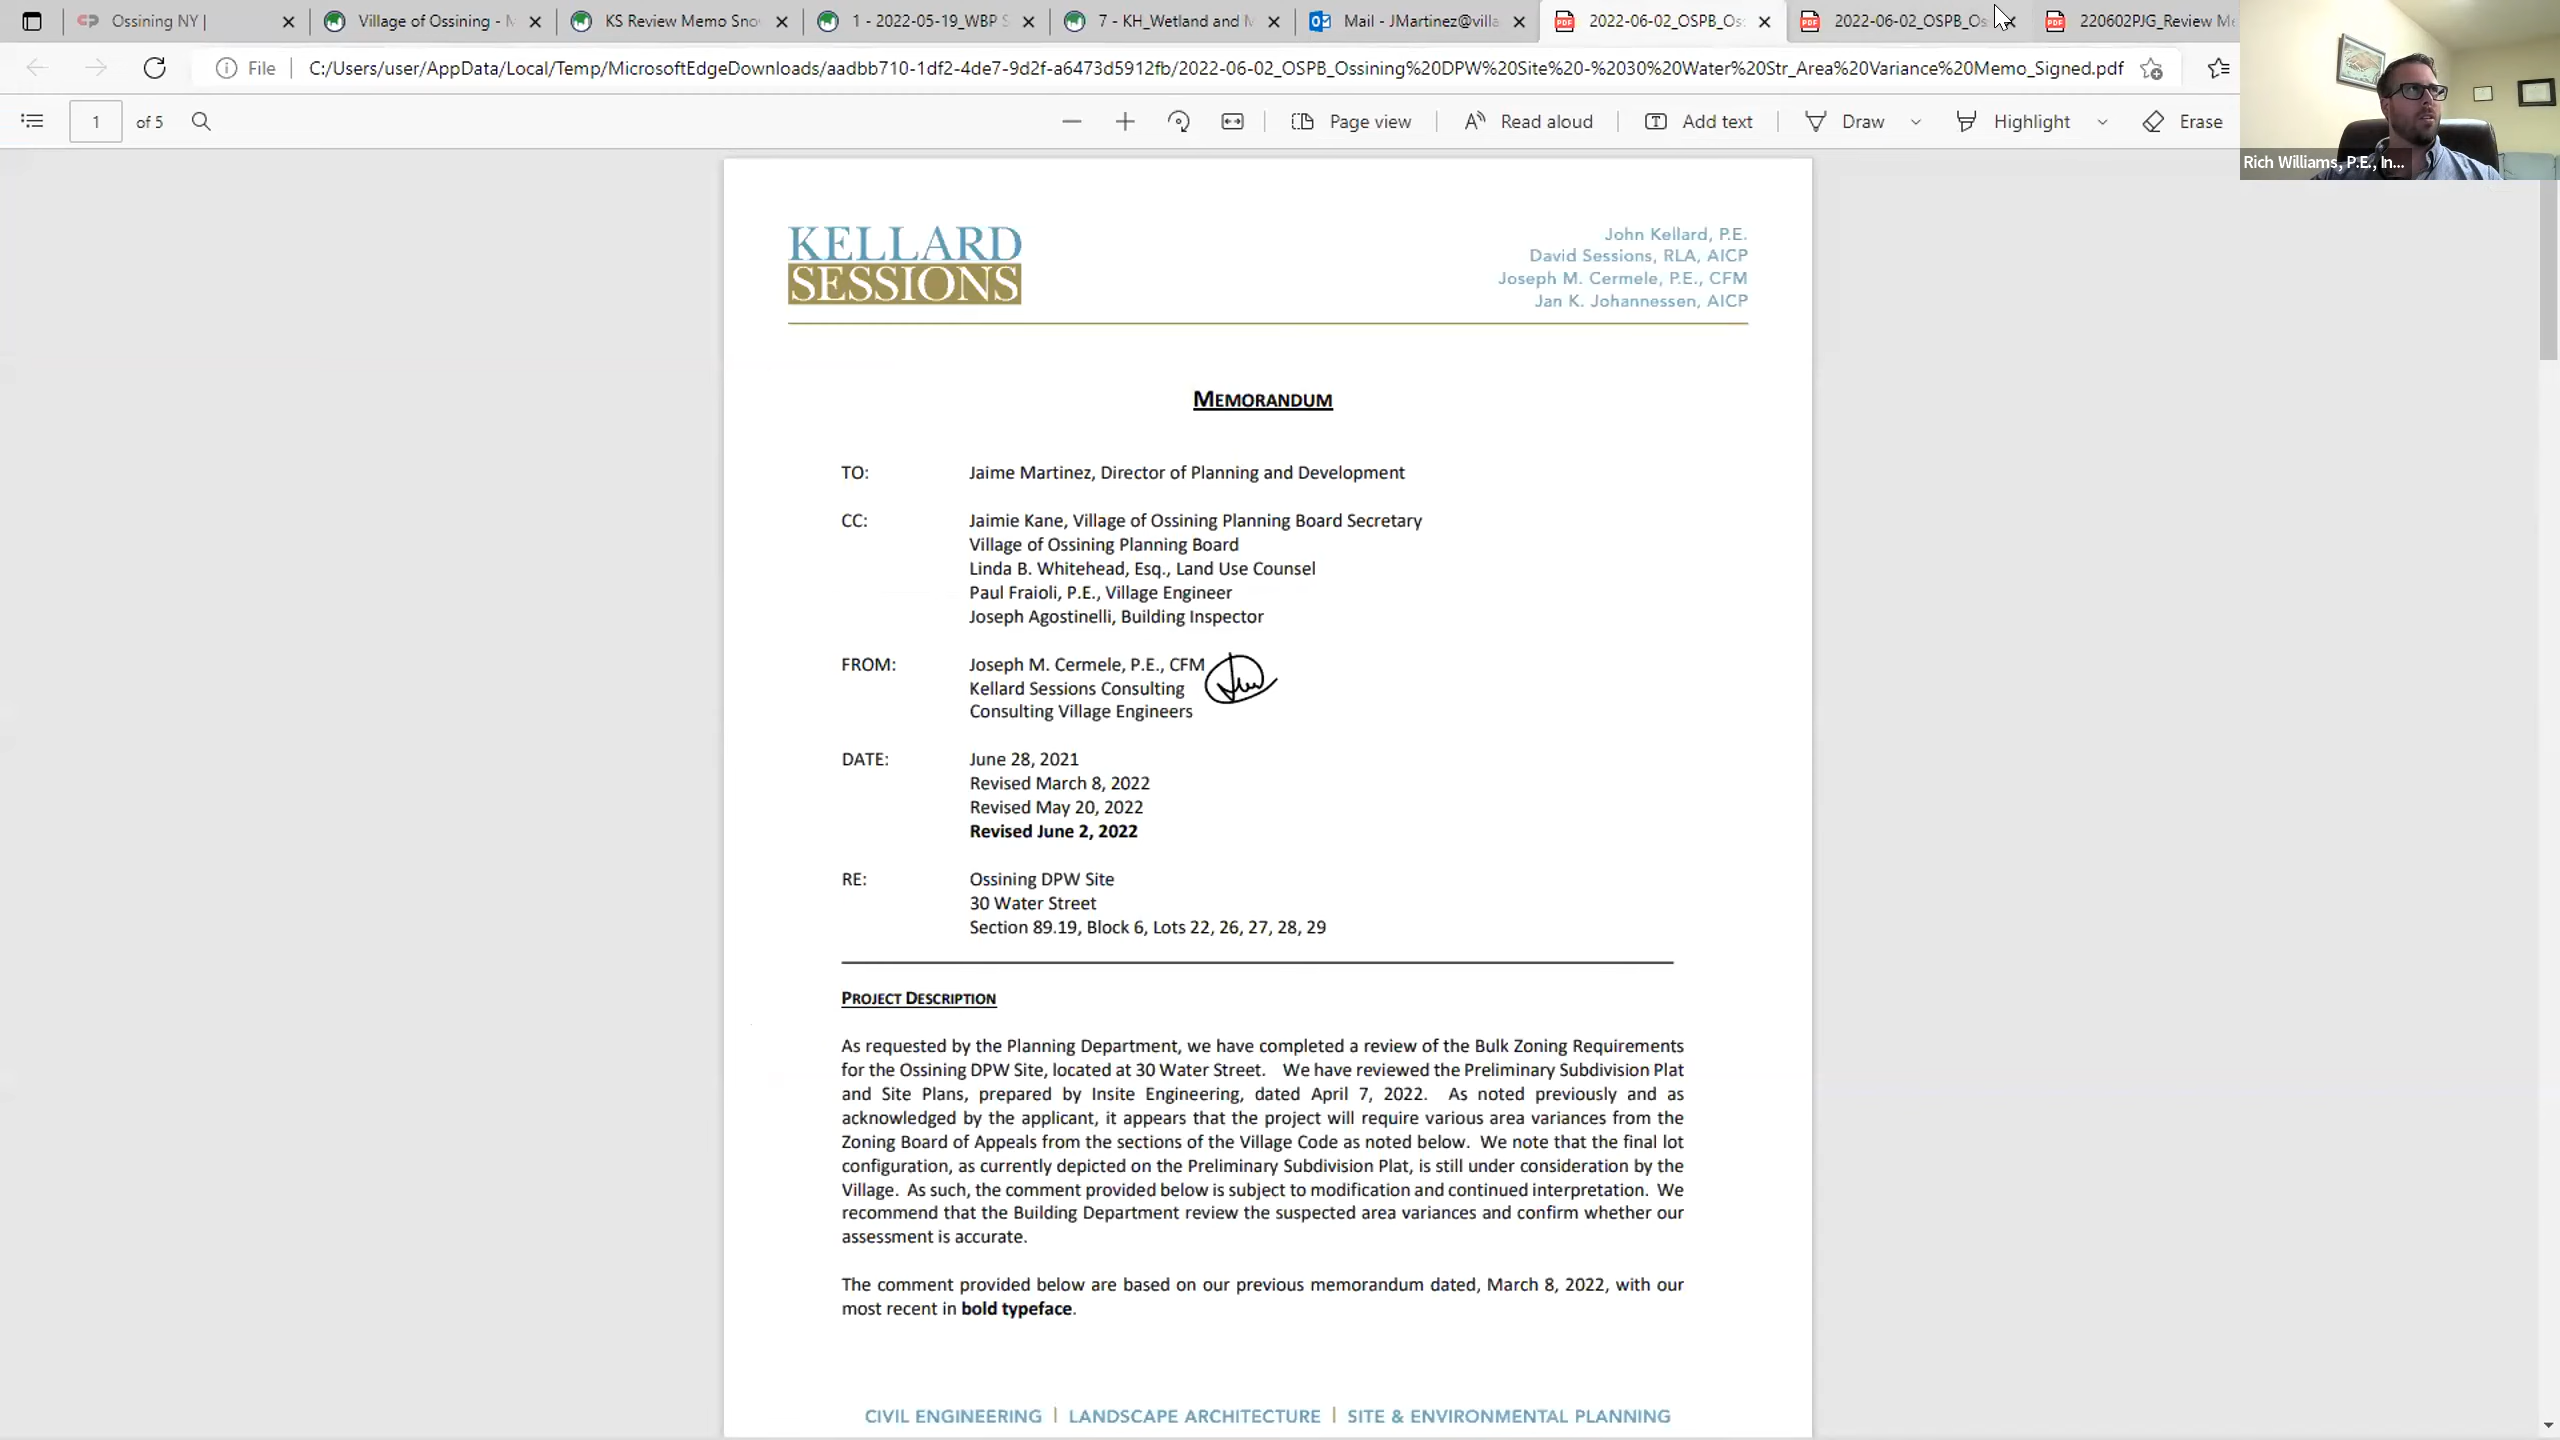 Ossining NY |
Village of Ossining -
KS Review Memo Sno
1 - 2022-05-19_WBP S
7 - KH_Wetland and
Mail - JMartinez@villa
2022-06-02_OSPB_Os
2022-06-02_OSPB_Os
220602PJG_Review Me
File
C:/Users/user/AppData/Local/Temp/MicrosoftEdgeDownloads/aadbb710-1df2-4de7-9d2f-a6473d5912fb/2022-06-02_OSPB_Ossining%20DPW%20Site%20-%2030%20Water%20Str_Area%20Variance%20Memo_Signed.pdf
1 of 5
Page view
Read aloud
Add text
Draw
Highlight
Erase
Rich Williams, P.E., In...
KELLARD
SESSIONS
John Kellard, P.E.
David Sessions, RLA, AICP
Joseph M. Cermele, P.E., CFM
Jan K. Johannessen, AICP
MEMORANDUM
TO: Jaime Martinez, Director of Planning and Development
CC: Jaimie Kane, Village of Ossining Planning Board Secretary
Village of Ossining Planning Board
Linda B. Whitehead, Esq., Land Use Counsel
Paul Fraioli, P.E., Village Engineer
Joseph Agostinelli, Building Inspector
FROM: Joseph M. Cermele, P.E., CFM
Kellard Sessions Consulting
Consulting Village Engineers
DATE: June 28, 2021
Revised March 8, 2022
Revised May 20, 2022
Revised June 2, 2022
RE: Ossining DPW Site
30 Water Street
Section 89.19, Block 6, Lots 22, 26, 27, 28, 29
PROJECT DESCRIPTION
As requested by the Planning Department, we have completed a review of the Bulk Zoning Requirements
for the Ossining DPW Site, located at 30 Water Street. We have reviewed the Preliminary Subdivision Plat
and Site Plans, prepared by Insite Engineering, dated April 7, 2022. As noted previously and as
acknowledged by the applicant, it appears that the project will require various area variances from the
Zoning Board of Appeals from the sections of the Village Code as noted below. We note that the final lot
configuration, as currently depicted on the Preliminary Subdivision Plat, is still under consideration by the
Village. As such, the comment provided below is subject to modification and continued interpretation. We
recommend that the Building Department review the suspected area variances and confirm whether our
assessment is accurate.
The comment provided below are based on our previous memorandum dated, March 8, 2022, with our
most recent in bold typeface.
CIVIL ENGINEERING | LANDSCAPE ARCHITECTURE | SITE & ENVIRONMENTAL PLANNING